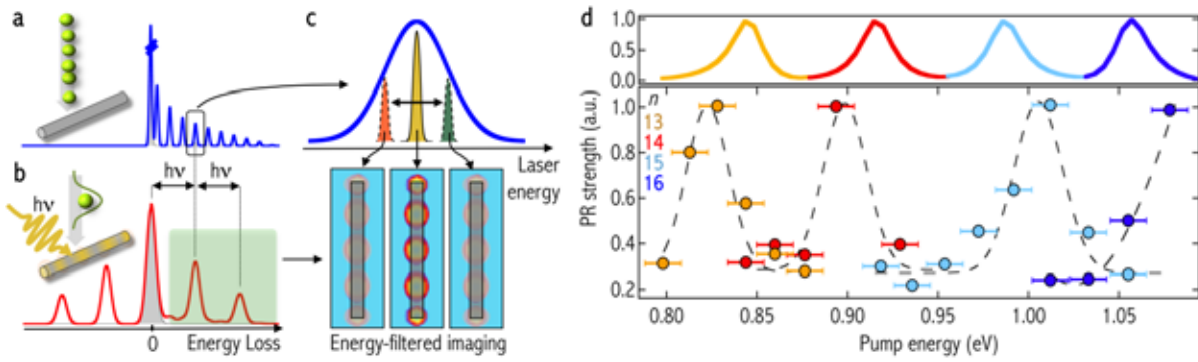 a
b
hν
hν
hν
0
Energy Loss
c
Laser
energy
Energy-filtered imaging
d
1.0
0.5
0.0
n
13
14
15
16
PR strength (a.u.)
1.0
0.8
0.6
0.4
0.2
0.80
0.85
0.90
0.95
1.00
1.05
Pump energy (eV)